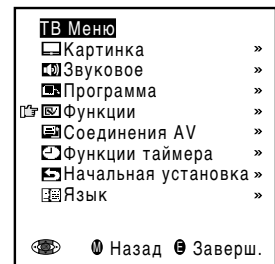 ТВ Меню
Картинка »
Звуковое »
Программа »
Функции »
Соединения AV »
Функции таймера »
Начальная установка »
Язык »
M Назад E Заверш.